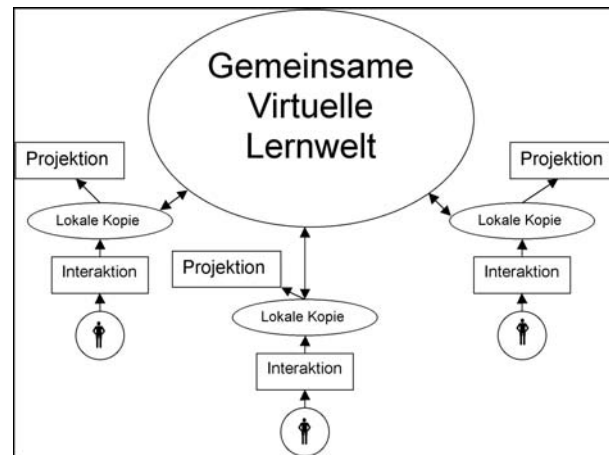 Gemeinsame
Virtuelle
Lernwelt
Projektion
Lokale Kopie
Interaktion
Projektion
Lokale Kopie
Interaktion
Projektion
Lokale Kopie
Interaktion